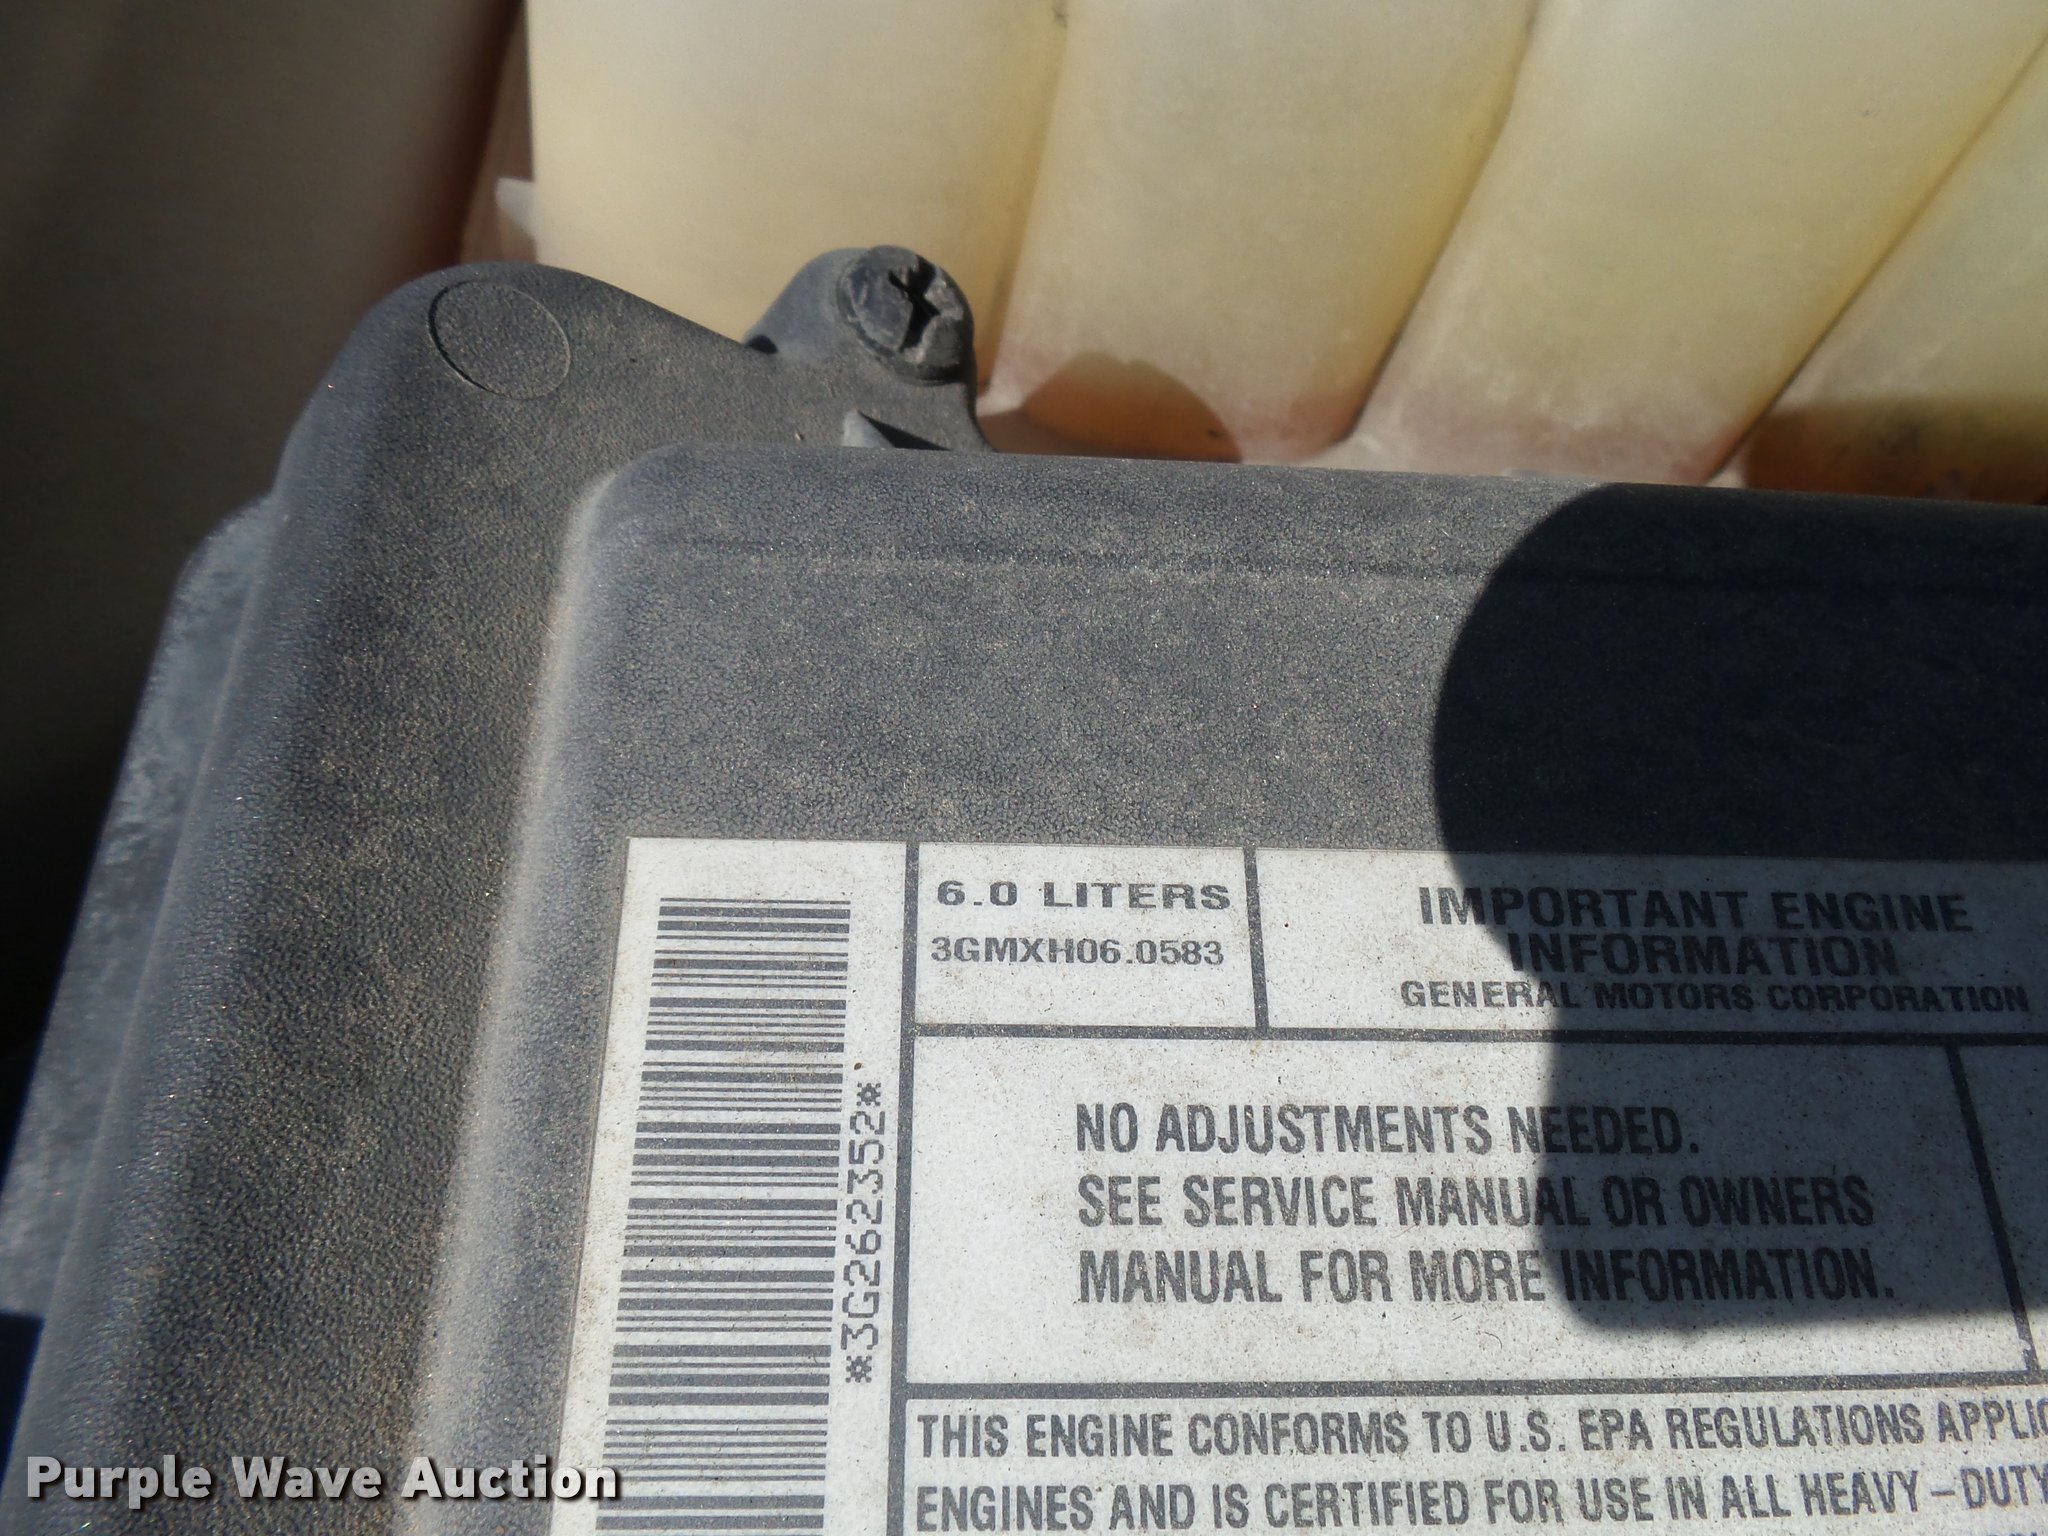 6.0 LITERS
3GMXH06.0583
IMPORTANT ENGINE
INFORMATION
GENERAL MOTORS CORPORATION
*3G262352*
NO ADJUSTMENTS NEEDED.
SEE SERVICE MANUAL OR OWNERS
MANUAL FOR MORE INFORMATION.
THIS ENGINE CONFORMS TO U.S. EPA REGULATIONS APPLIC
ENGINES AND IS CERTIFIED FOR USE IN ALL HEAVY-DUTY
Purple Wave Auction